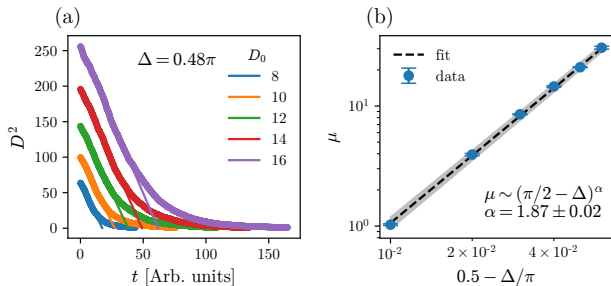 (a)
Δ = 0.48π
D₀
8
10
12
14
16
250
200
150
100
50
0
D²
0
50
100
150
t [Arb. units]
(b)
fit
data
10¹
10⁰
μ
μ ∼ (π/2 − Δ)^α
α = 1.87 ± 0.02
10⁻²
2 × 10⁻²
4 × 10⁻²
0.5 − Δ/π